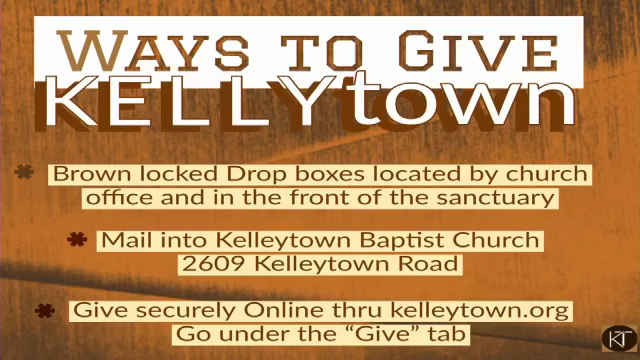 WAYS TO GIVE
KELLYtown
* Brown locked Drop boxes located by church
office and in the front of the sanctuary
* Mail into Kelleytown Baptist Church
2609 Kelleytown Road
* Give securely Online thru kelleytown.org
Go under the “Give” tab
KT